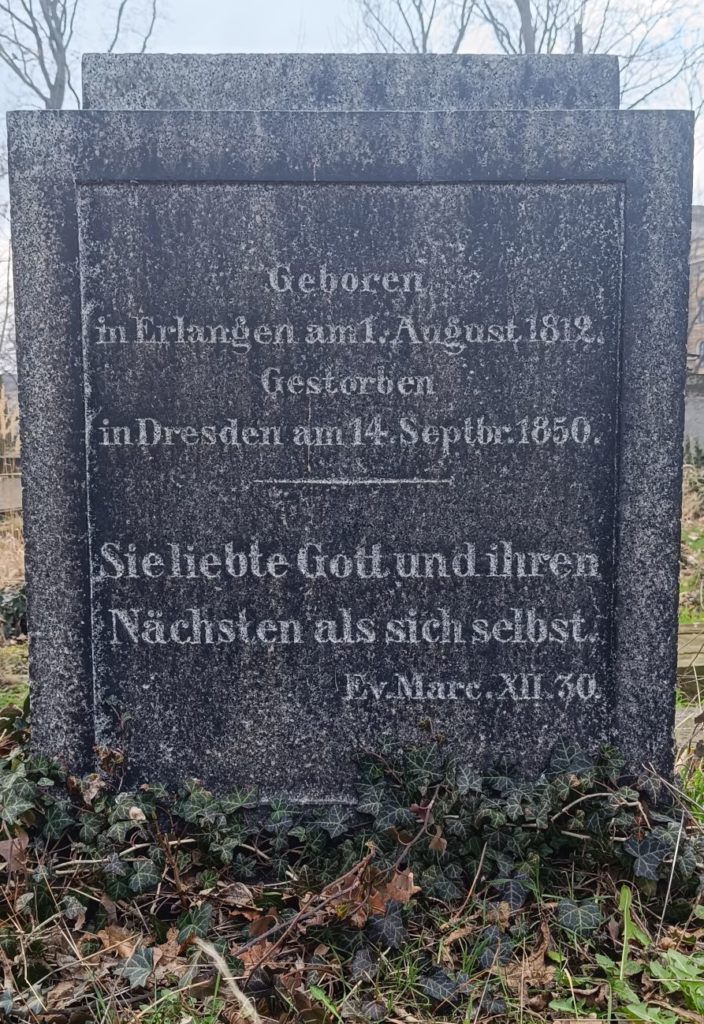 Geboren
in Erlangen am 1. August 1812.
Gestorben
in Dresden am 14. Septbr. 1850.
Sie liebte Gott und ihren
Nächsten als sich selbst.
Ev. Marc. XII. 30.